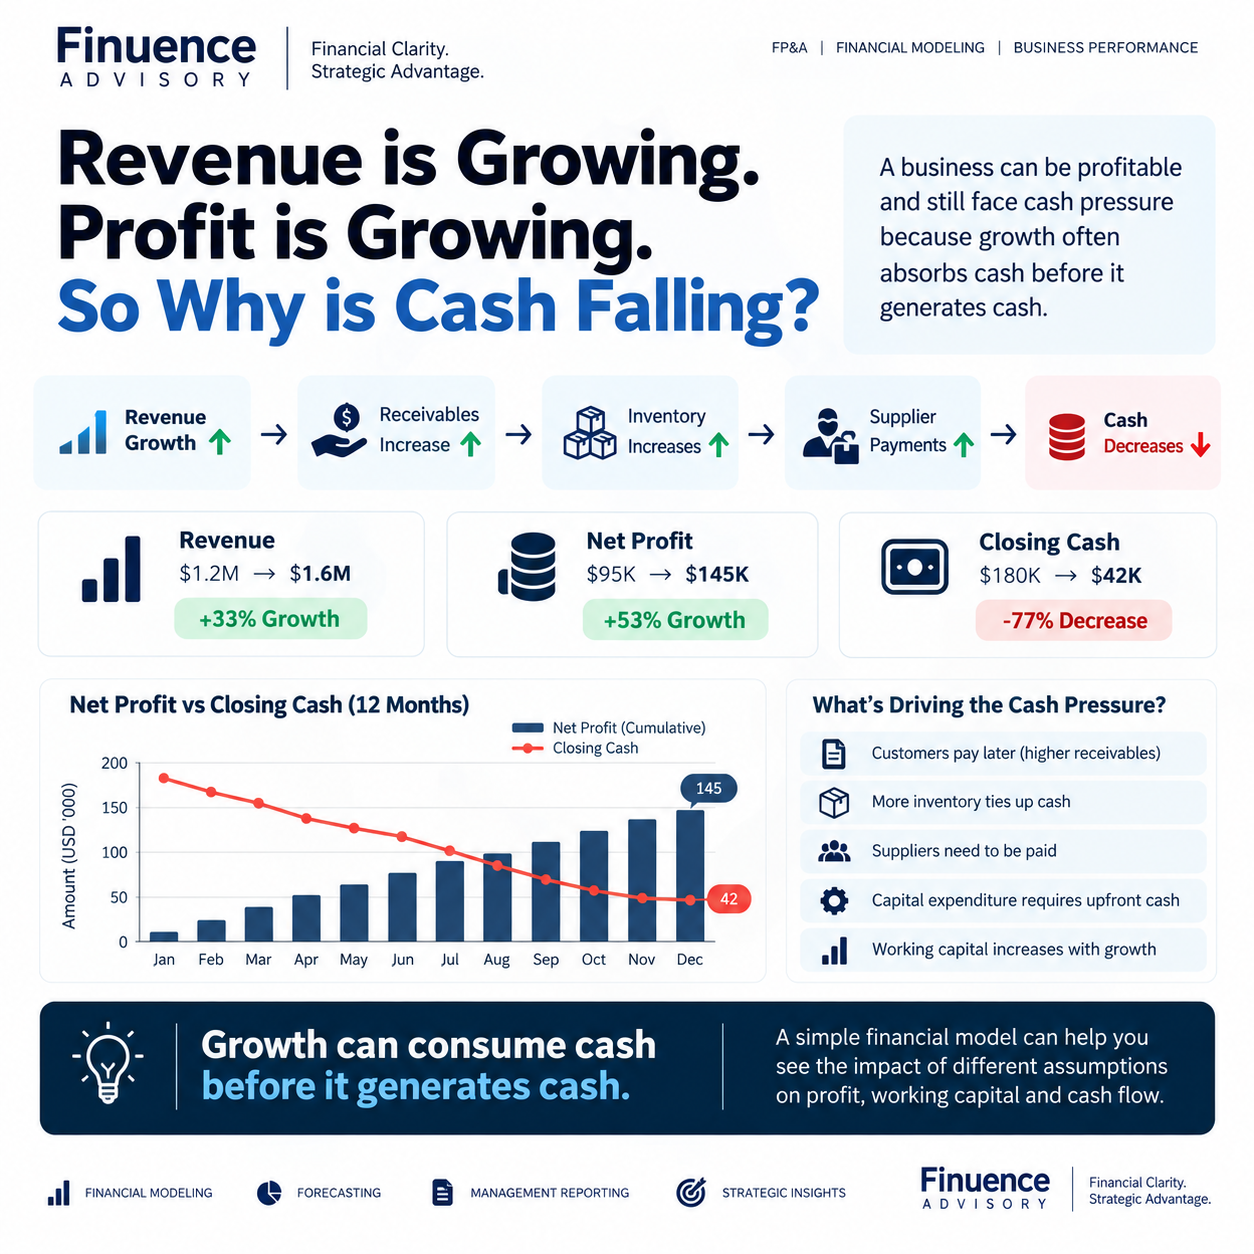 Finuence
ADVISORY
Financial Clarity.
Strategic Advantage.
FP&A | FINANCIAL MODELING | BUSINESS PERFORMANCE
Revenue is Growing.
Profit is Growing.
So Why is Cash Falling?
A business can be profitable
and still face cash pressure
because growth often
absorbs cash before it
generates cash.
Revenue
Growth ↑
→
Receivables
Increase ↑
→
Inventory
Increases ↑
→
Supplier
Payments ↑
→
Cash
Decreases ↓
Revenue
$1.2M → $1.6M
+33% Growth
Net Profit
$95K → $145K
+53% Growth
Closing Cash
$180K → $42K
-77% Decrease
Net Profit vs Closing Cash (12 Months)
Net Profit (Cumulative)
Closing Cash
Amount (USD '000)
200
150
100
50
0
145
42
Jan Feb Mar Apr May Jun Jul Aug Sep Oct Nov Dec
What's Driving the Cash Pressure?
Customers pay later (higher receivables)
More inventory ties up cash
Suppliers need to be paid
Capital expenditure requires upfront cash
Working capital increases with growth
Growth can consume cash
before it generates cash.
A simple financial model can help you
see the impact of different assumptions
on profit, working capital and cash flow.
FINANCIAL MODELING
FORECASTING
MANAGEMENT REPORTING
STRATEGIC INSIGHTS
Finuence
ADVISORY
Financial Clarity.
Strategic Advantage.